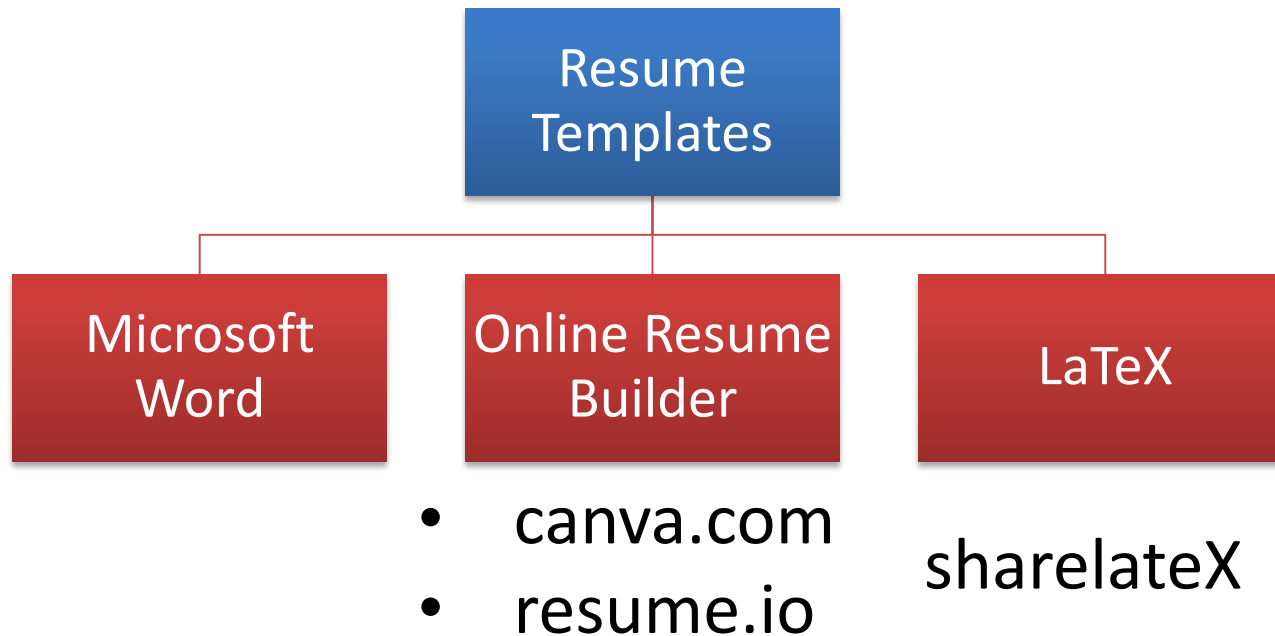 Resume
Templates
Microsoft
Word
Online Resume
Builder
LaTeX
• canva.com
• resume.io
sharelateX